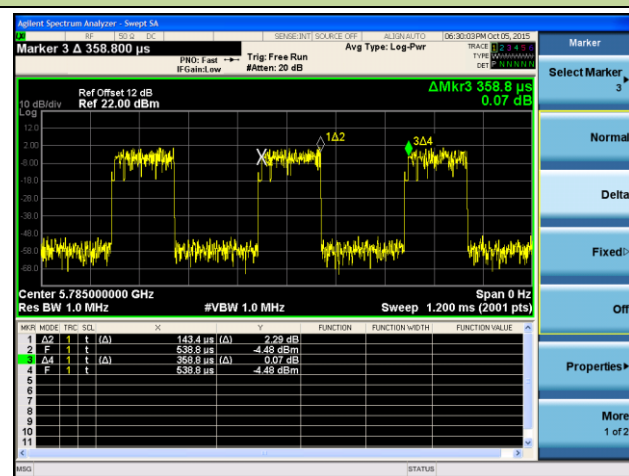 Agilent Spectrum Analyzer - Swept SA
RF 50 Ω DC SENSE:INT SOURCE OFF ALIGN AUTO 06:30:03PM Oct 05, 2015
Marker 3 Δ 358.800 µs
PNO: Fast Trig: Free Run Avg Type: Log-Pwr TRACE 1 2 3 4 5 6
IFGain:Low #Atten: 20 dB TYPE WWWWWW
DET P N N N N N
Ref Offset 12 dB ΔMkr3 358.8 µs
10 dB/div Ref 22.00 dBm 0.07 dB
Log
12.0
2.00
-8.00
-18.0
-28.0
-38.0
-48.0
-58.0
-68.0
X
1Δ2
3Δ4
Center 5.785000000 GHz Span 0 Hz
Res BW 1.0 MHz #VBW 1.0 MHz Sweep 1.200 ms (2001 pts)
MKR MODE TRC SCL X Y FUNCTION FUNCTION WIDTH FUNCTION VALUE
1 Δ2 1 t (Δ) 143.4 µs (Δ) 2.29 dB
2 F 1 t 538.8 µs -4.48 dBm
3 Δ4 1 t (Δ) 358.8 µs (Δ) 0.07 dB
4 F 1 t 538.8 µs -4.48 dBm
5
6
7
8
9
10
11
MSG STATUS
Marker
Select Marker
3
Normal
Delta
Fixed
Off
Properties
More
1 of 2